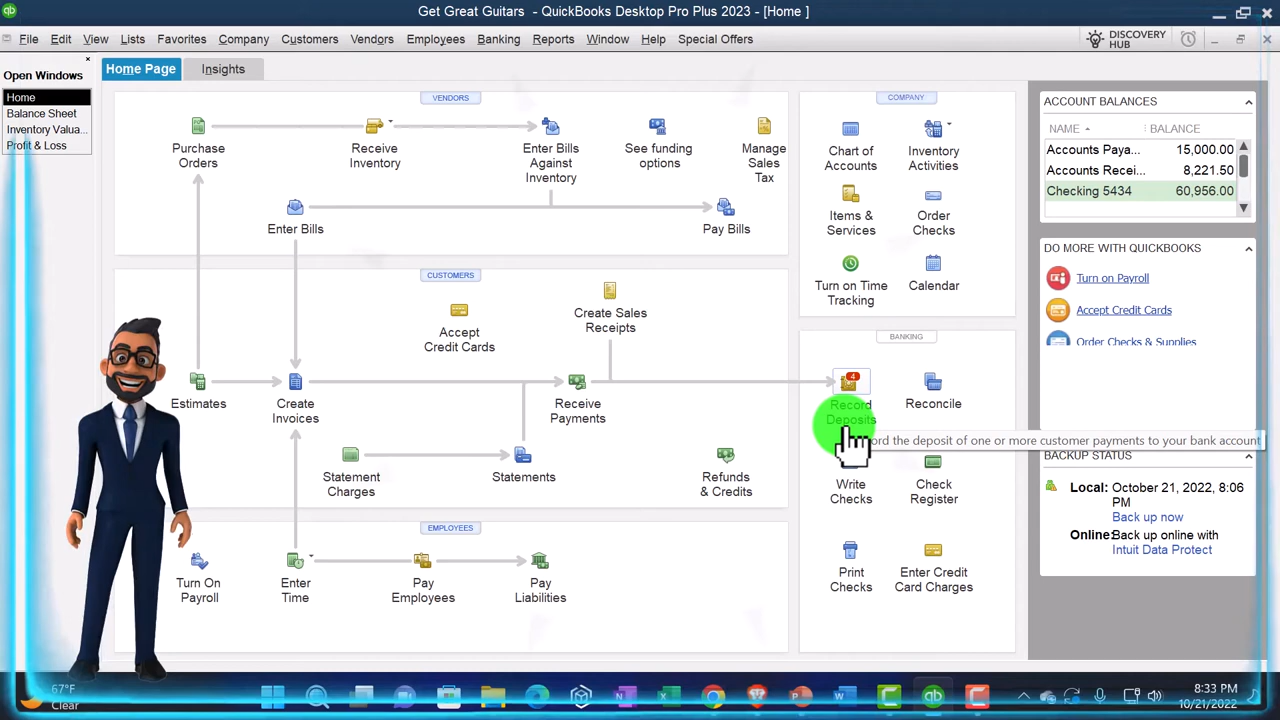 Get Great Guitars - QuickBooks Desktop Pro Plus 2023 - [Home ]
File Edit View Lists Favorites Company Customers Vendors Employees Banking Reports Window Help Special Offers
DISCOVERY
HUB
Open Windows
Home
Balance Sheet
Inventory Valua...
Profit & Loss
Home Page
Insights
VENDORS
Purchase
Orders
Receive
Inventory
Enter Bills
Against
Inventory
See funding
options
Manage
Sales
Tax
Enter Bills
Pay Bills
CUSTOMERS
Accept
Credit Cards
Create Sales
Receipts
Estimates
Create
Invoices
Receive
Payments
Statement
Charges
Statements
Refunds
& Credits
EMPLOYEES
Turn On
Payroll
Enter
Time
Pay
Employees
Pay
Liabilities
COMPANY
Chart of
Accounts
Inventory
Activities
Items &
Services
Order
Checks
Turn on Time
Tracking
Calendar
BANKING
4
Record
Deposits
Reconcile
ord the deposit of one or more customer payments to your bank account
Write
Checks
Check
Register
Print
Checks
Enter Credit
Card Charges
ACCOUNT BALANCES
NAME BALANCE
Accounts Paya... 15,000.00
Accounts Recei... 8,221.50
Checking 5434 60,956.00
DO MORE WITH QUICKBOOKS
Turn on Payroll
Accept Credit Cards
Order Checks & Supplies
BACKUP STATUS
Local: October 21, 2022, 8:06
PM
Back up now
Online: Back up online with
Intuit Data Protect
67°F
Clear
8:33 PM
10/21/2022